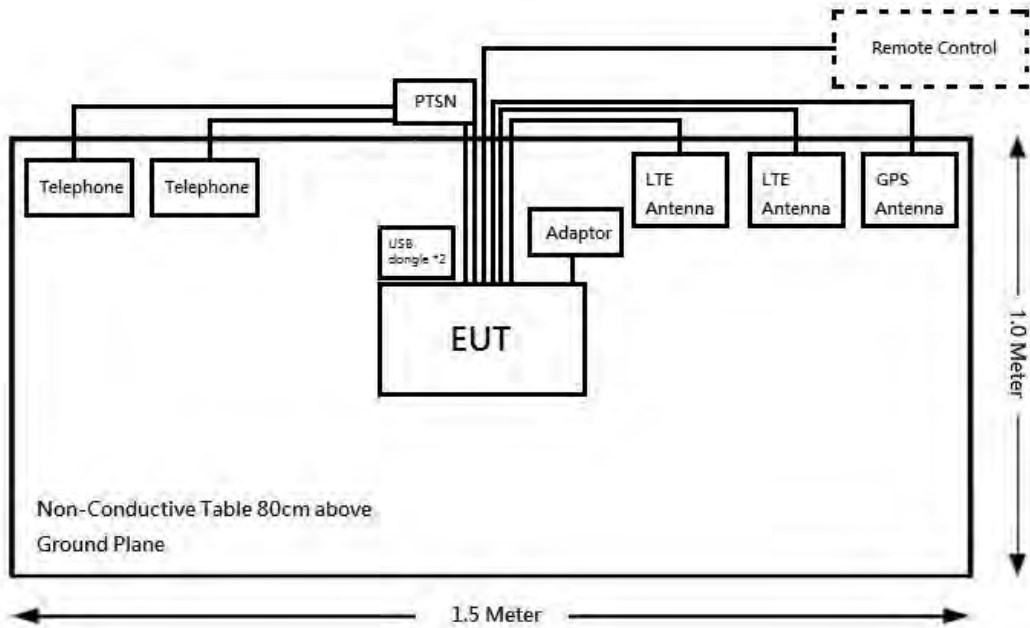 Remote Control
PTSN
Telephone
Telephone
LTE
Antenna
LTE
Antenna
GPS
Antenna
Adaptor
USB
dongle *2
EUT
1.0 Meter
Non-Conductive Table 80cm above
Ground Plane
1.5 Meter